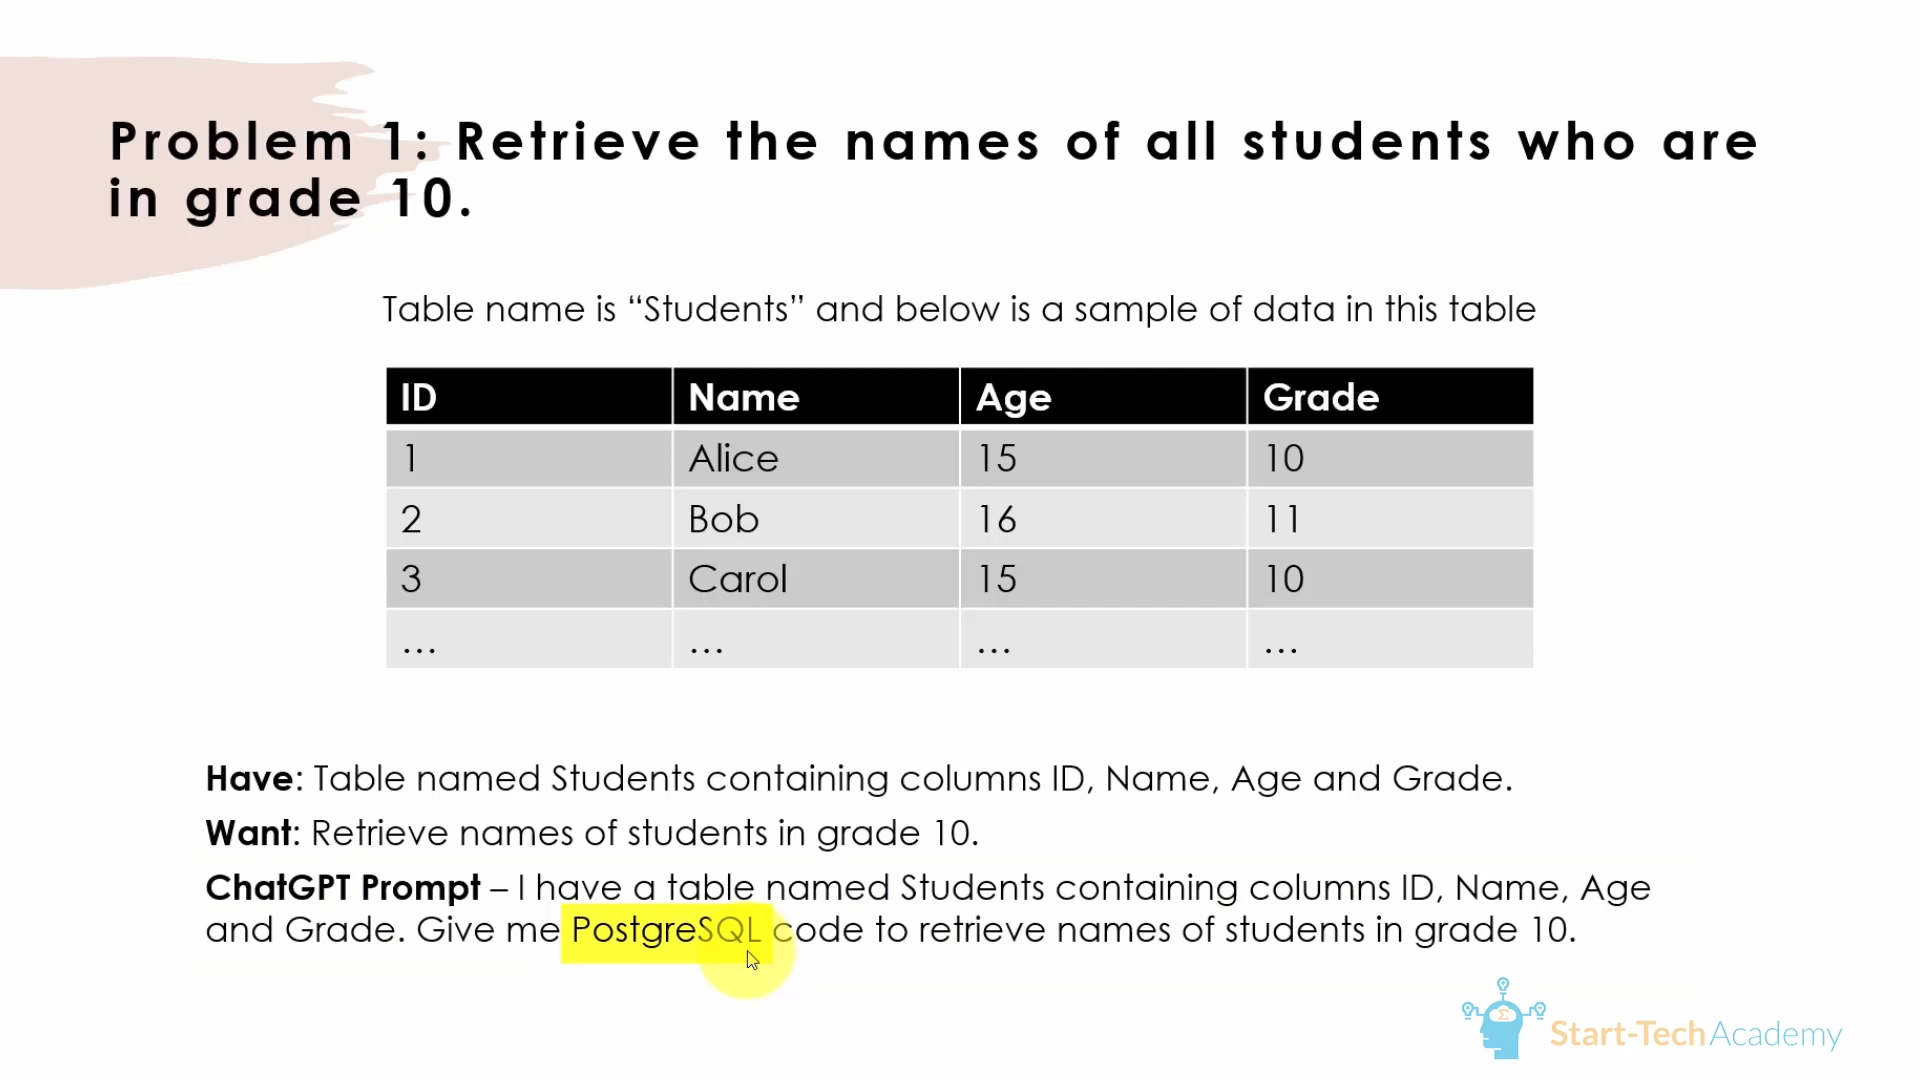 Problem 1: Retrieve the names of all students who are
in grade 10.
Table name is “Students” and below is a sample of data in this table
ID Name Age Grade
1 Alice 15 10
2 Bob 16 11
3 Carol 15 10
... ... ... ...
Have: Table named Students containing columns ID, Name, Age and Grade.
Want: Retrieve names of students in grade 10.
ChatGPT Prompt – I have a table named Students containing columns ID, Name, Age
and Grade. Give me PostgreSQL code to retrieve names of students in grade 10.
Start-Tech Academy